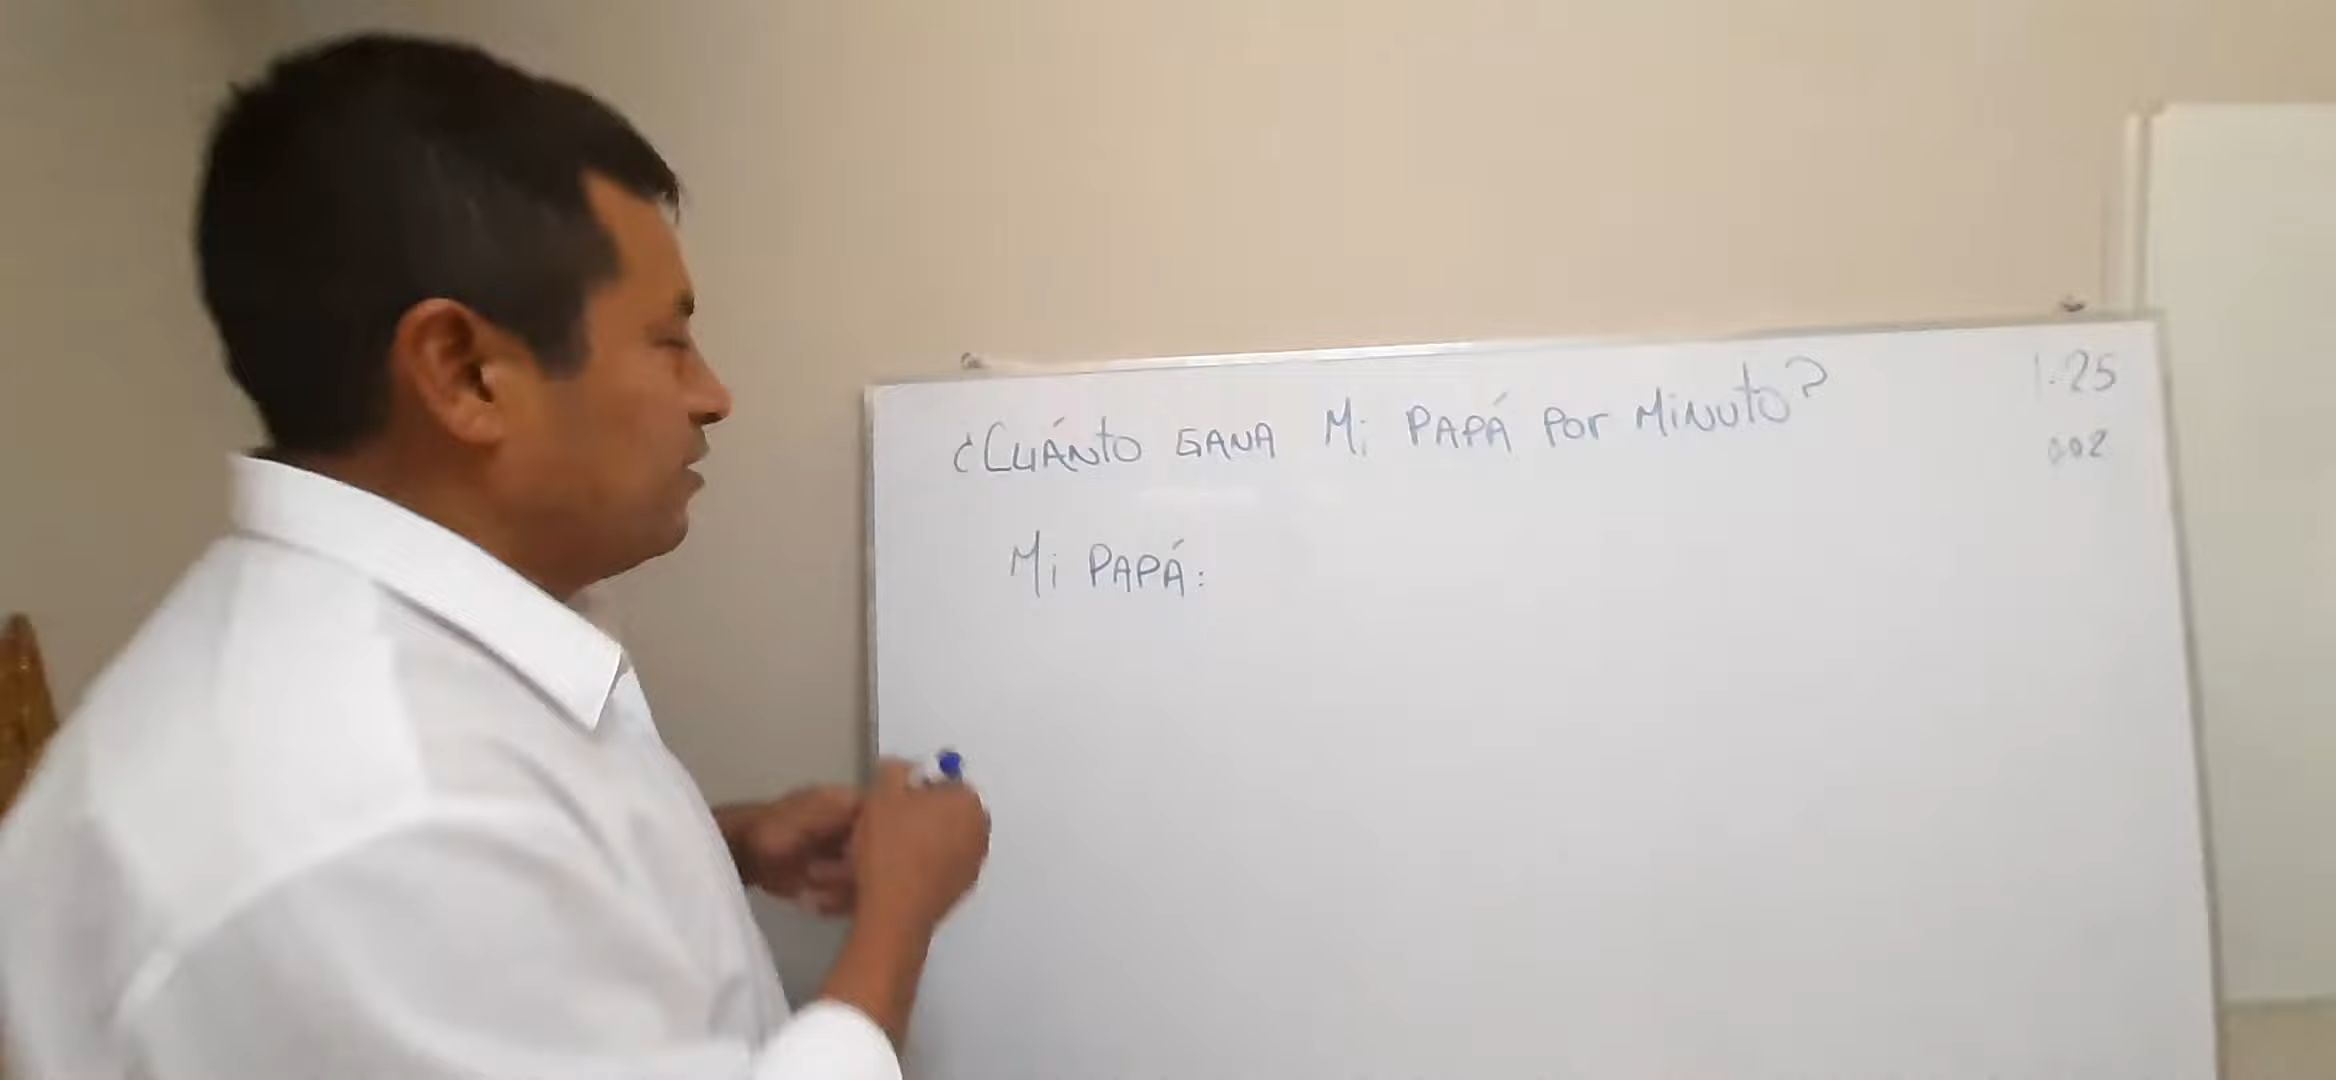 ¿CUÁNTO GANA Mi PAPÁ Por MiNUtO?
1.25
0.02
Mi PAPÁ: